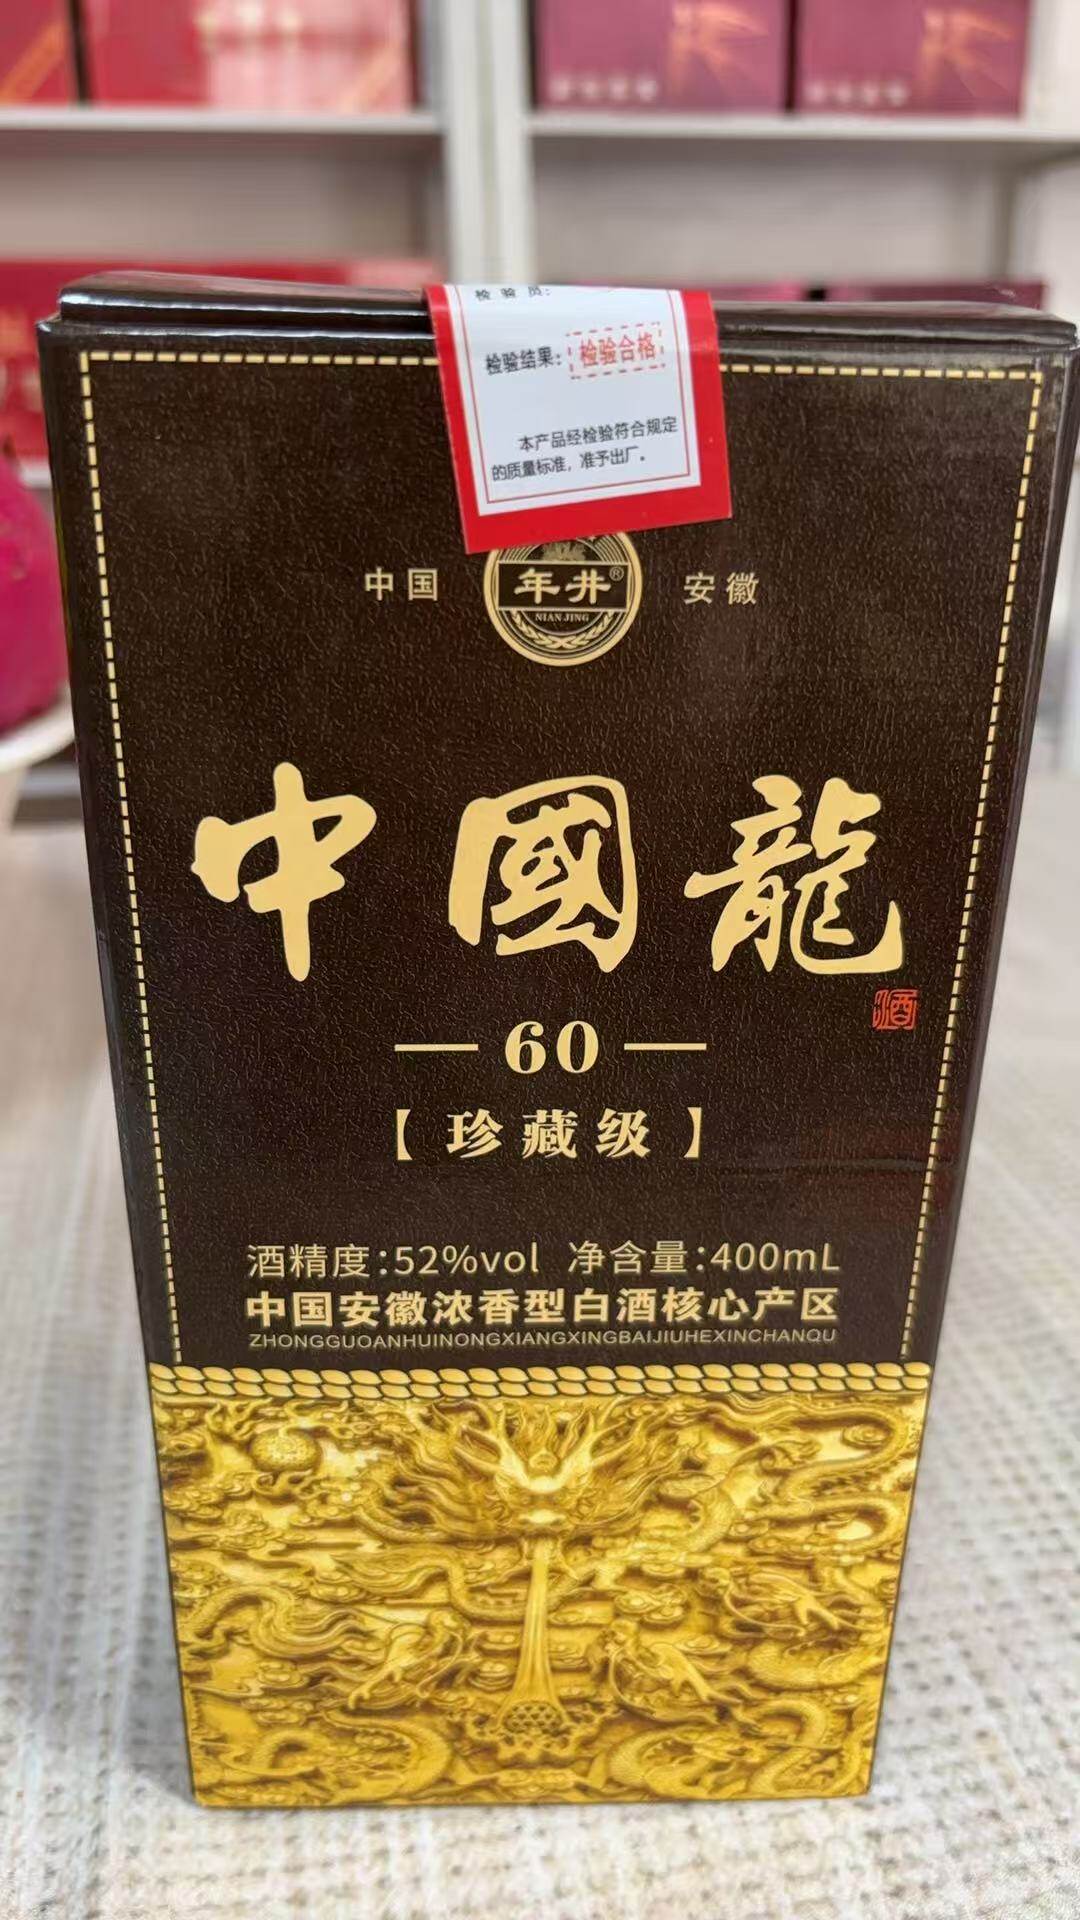 检验员:
检验结果: 检验合格
本产品经检验符合规定
的质量标准，准予出厂。
中国 年井® 安徽
NIAN JING
中國龍
酒
60
【珍藏级】
酒精度:52%vol 净含量:400mL
中国安徽浓香型白酒核心产区
ZHONGGUOANHUINONGXIANGXINGBAIJIUHEXINCHANQU